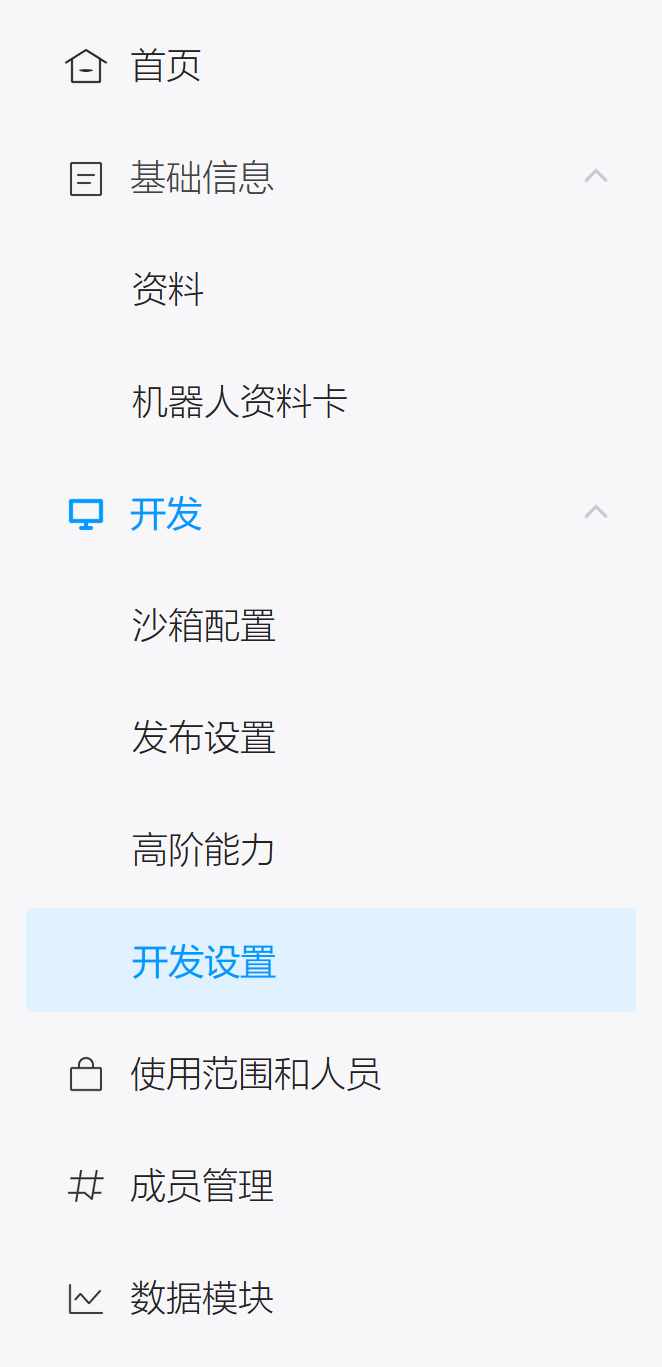 首页
基础信息
资料
机器人资料卡
开发
沙箱配置
发布设置
高阶能力
开发设置
使用范围和人员
成员管理
数据模块